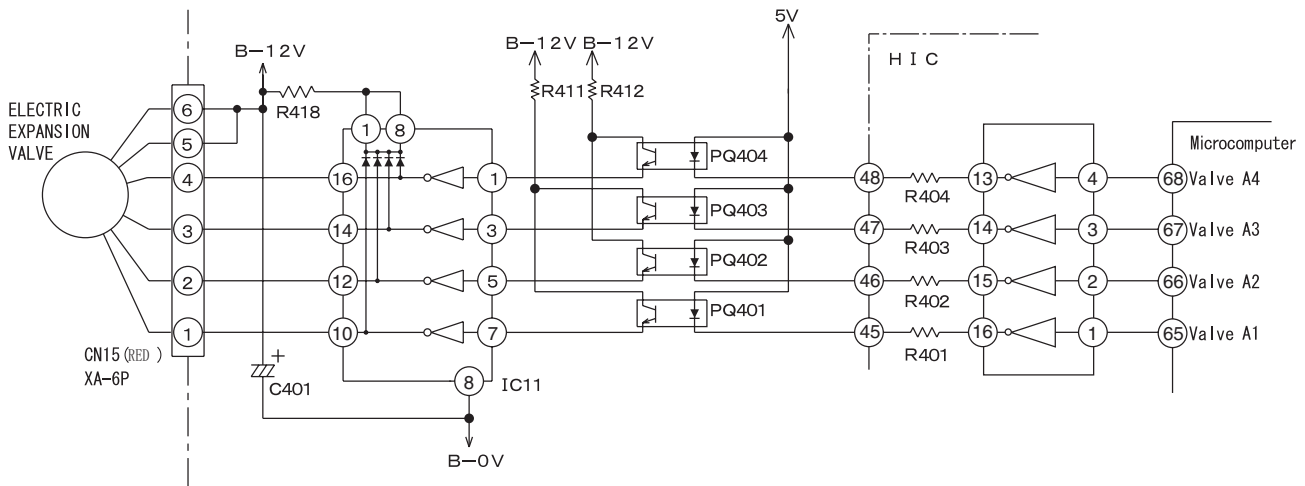 5V
B-12V
B-12V B-12V
H I C
R411 R412
R418
ELECTRIC
EXPANSION
VALVE
Microcomputer
6
5
1 8
PQ404
4 16 1 48 R404 13 4 68 Valve A4
PQ403
3 14 3 47 R403 14 3 67 Valve A3
PQ402
2 12 5 46 R402 15 2 66 Valve A2
PQ401
1 10 7 45 R401 16 1 65 Valve A1
CN15 (RED )
XA-6P
+
C401
8 IC11
B-0V